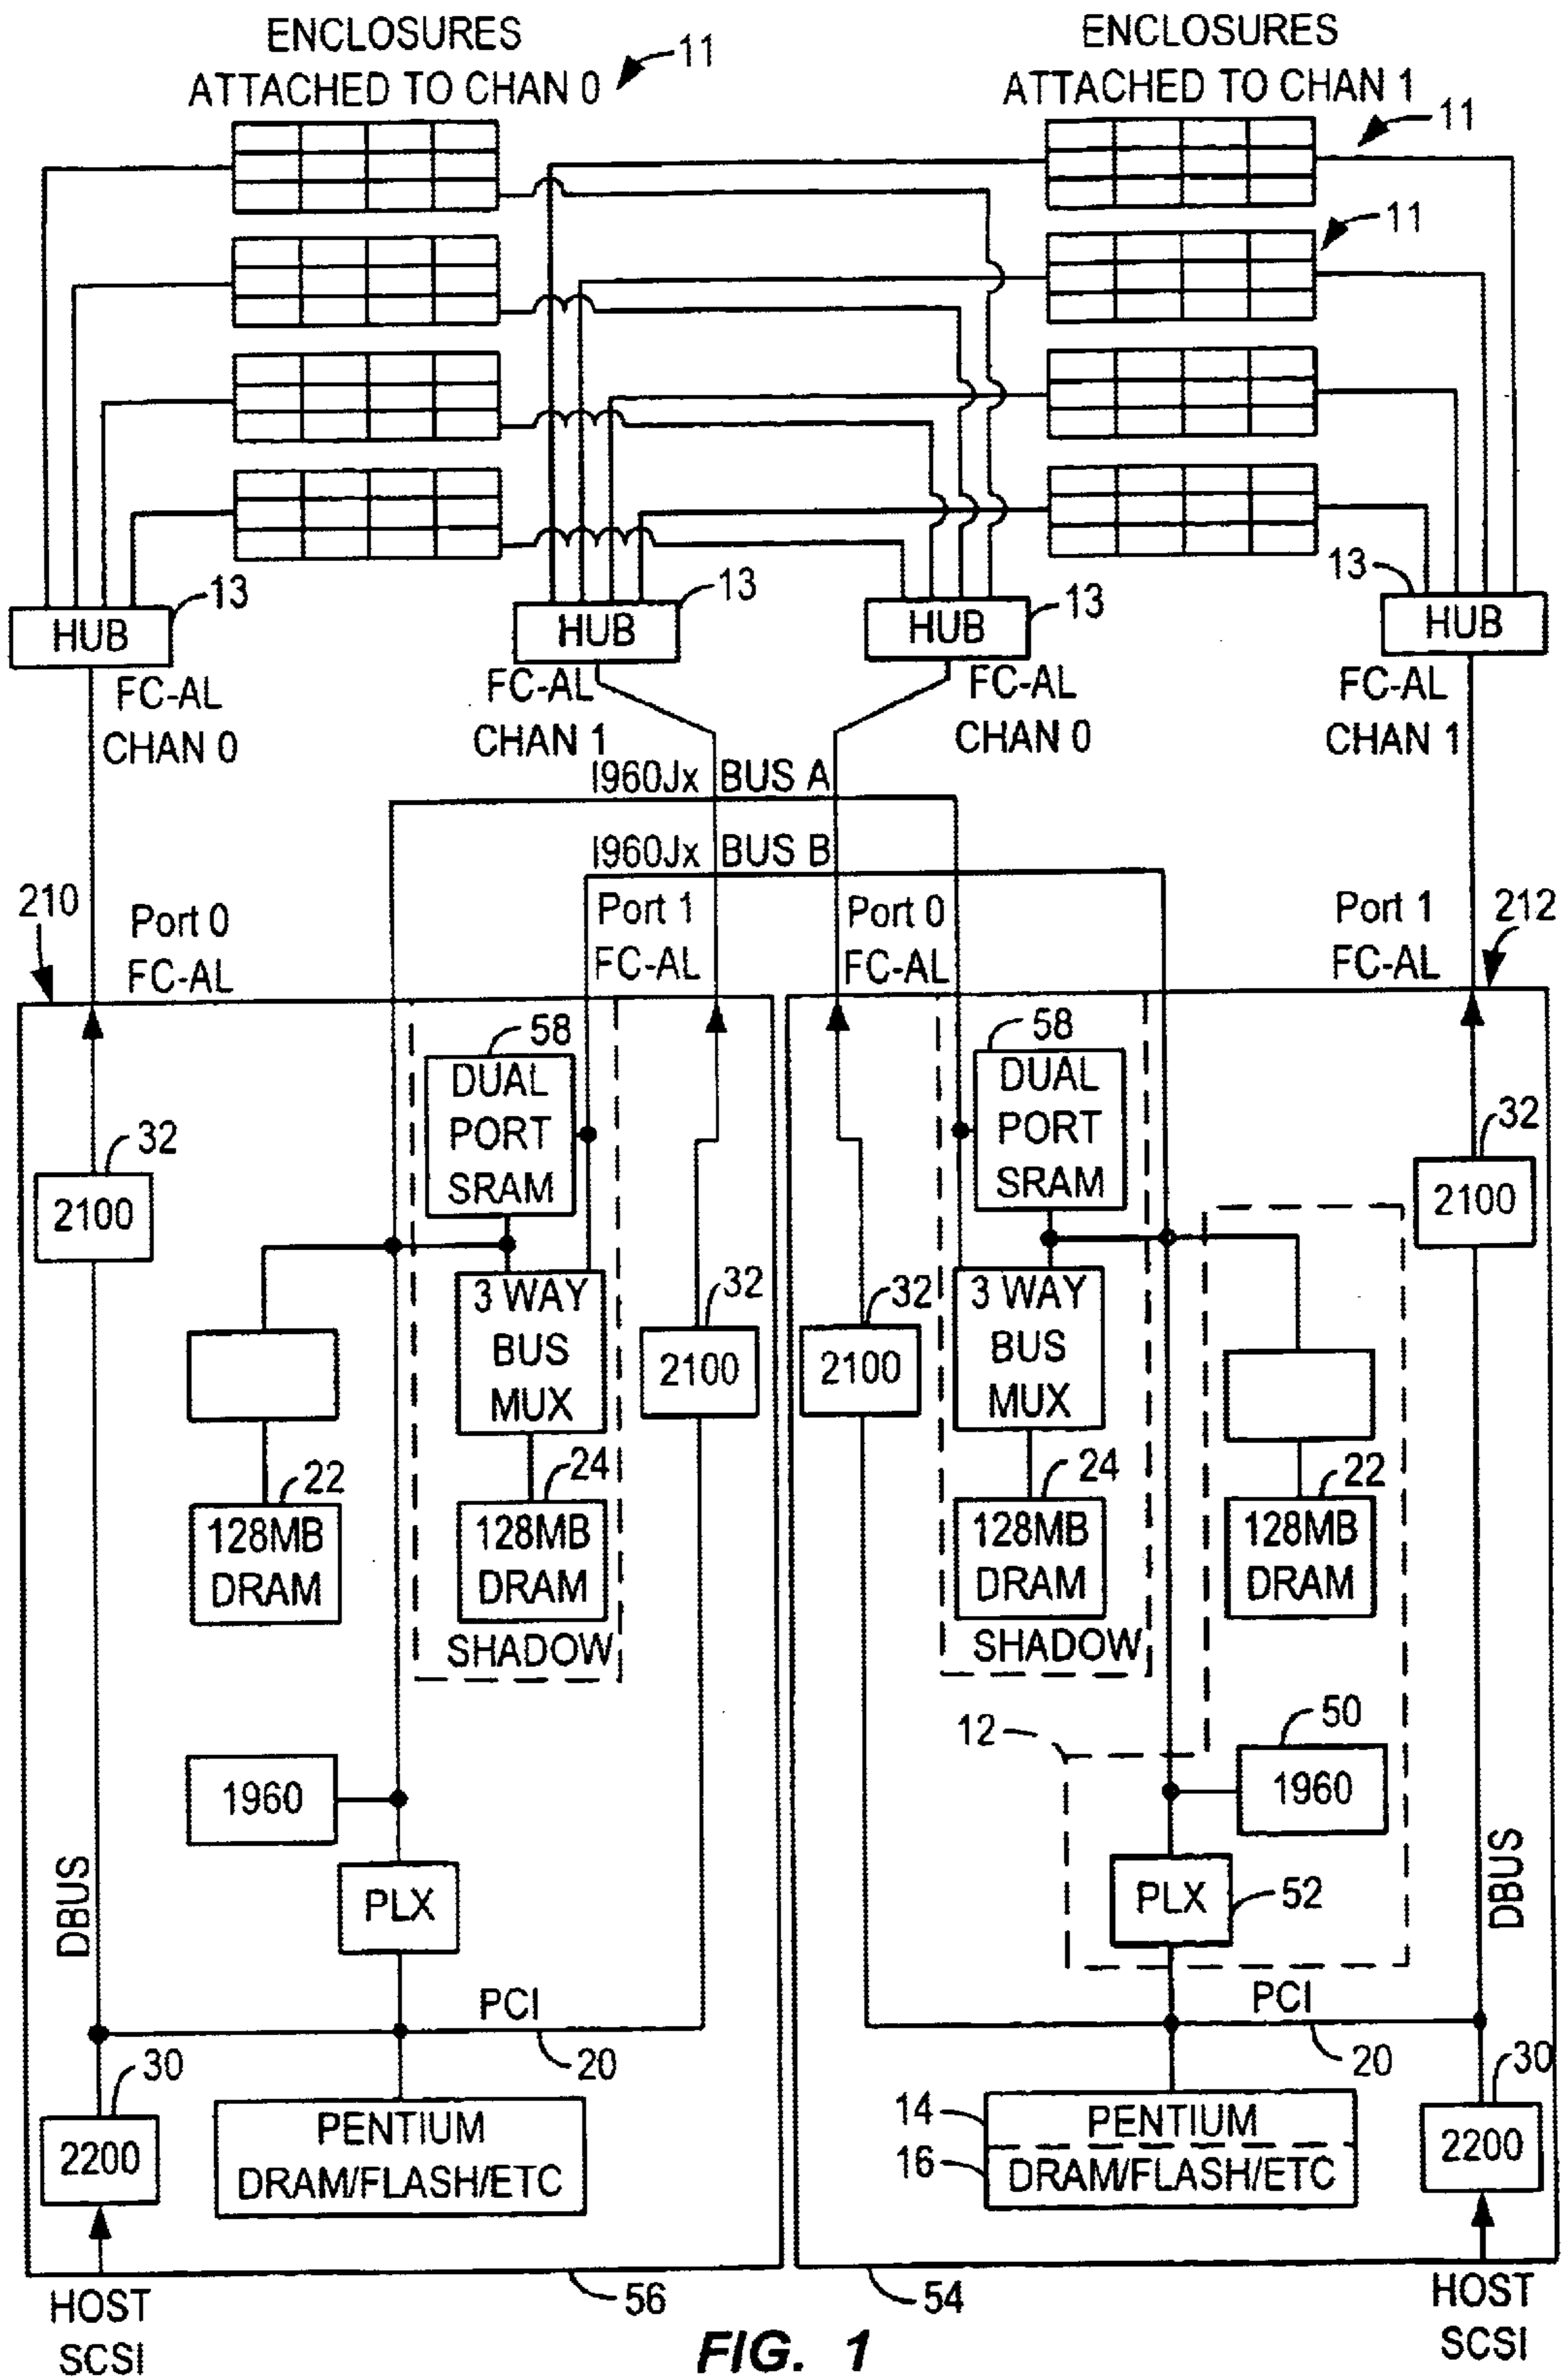 ENCLOSURES
ATTACHED TO CHAN 0
11
ENCLOSURES
ATTACHED TO CHAN 1
11
11
13
HUB
FC-AL
CHAN 0
13
HUB
FC-AL
CHAN 1
13
HUB
FC-AL
CHAN 0
13
HUB
FC-AL
CHAN 1
I960Jx BUS A
I960Jx BUS B
210
Port 0
FC-AL
Port 1
FC-AL
Port 0
FC-AL
Port 1
FC-AL
212
58
DUAL
PORT
SRAM
32
2100
3 WAY
BUS
MUX
32
2100
22
128MB
DRAM
24
128MB
DRAM
SHADOW
1960
PLX
DBUS
PCI
20
30
2200
PENTIUM
DRAM/FLASH/ETC
HOST
SCSI
56
58
DUAL
PORT
SRAM
32
2100
32
2100
3 WAY
BUS
MUX
24
128MB
DRAM
SHADOW
22
128MB
DRAM
12
50
1960
PLX
52
DBUS
PCI
20
30
2200
14
PENTIUM
16
DRAM/FLASH/ETC
54
HOST
SCSI
FIG. 1